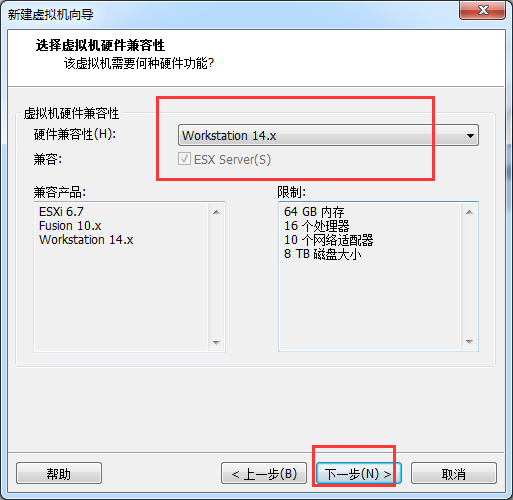 新建虚拟机向导
选择虚拟机硬件兼容性
该虚拟机需要何种硬件功能?
虚拟机硬件兼容性
硬件兼容性(H):
Workstation 14.x
兼容:
ESX Server(S)
兼容产品:
ESXi 6.7
Fusion 10.x
Workstation 14.x
限制:
64 GB 内存
16 个处理器
10 个网络适配器
8 TB 磁盘大小
帮助
< 上一步(B)
下一步(N) >
取消